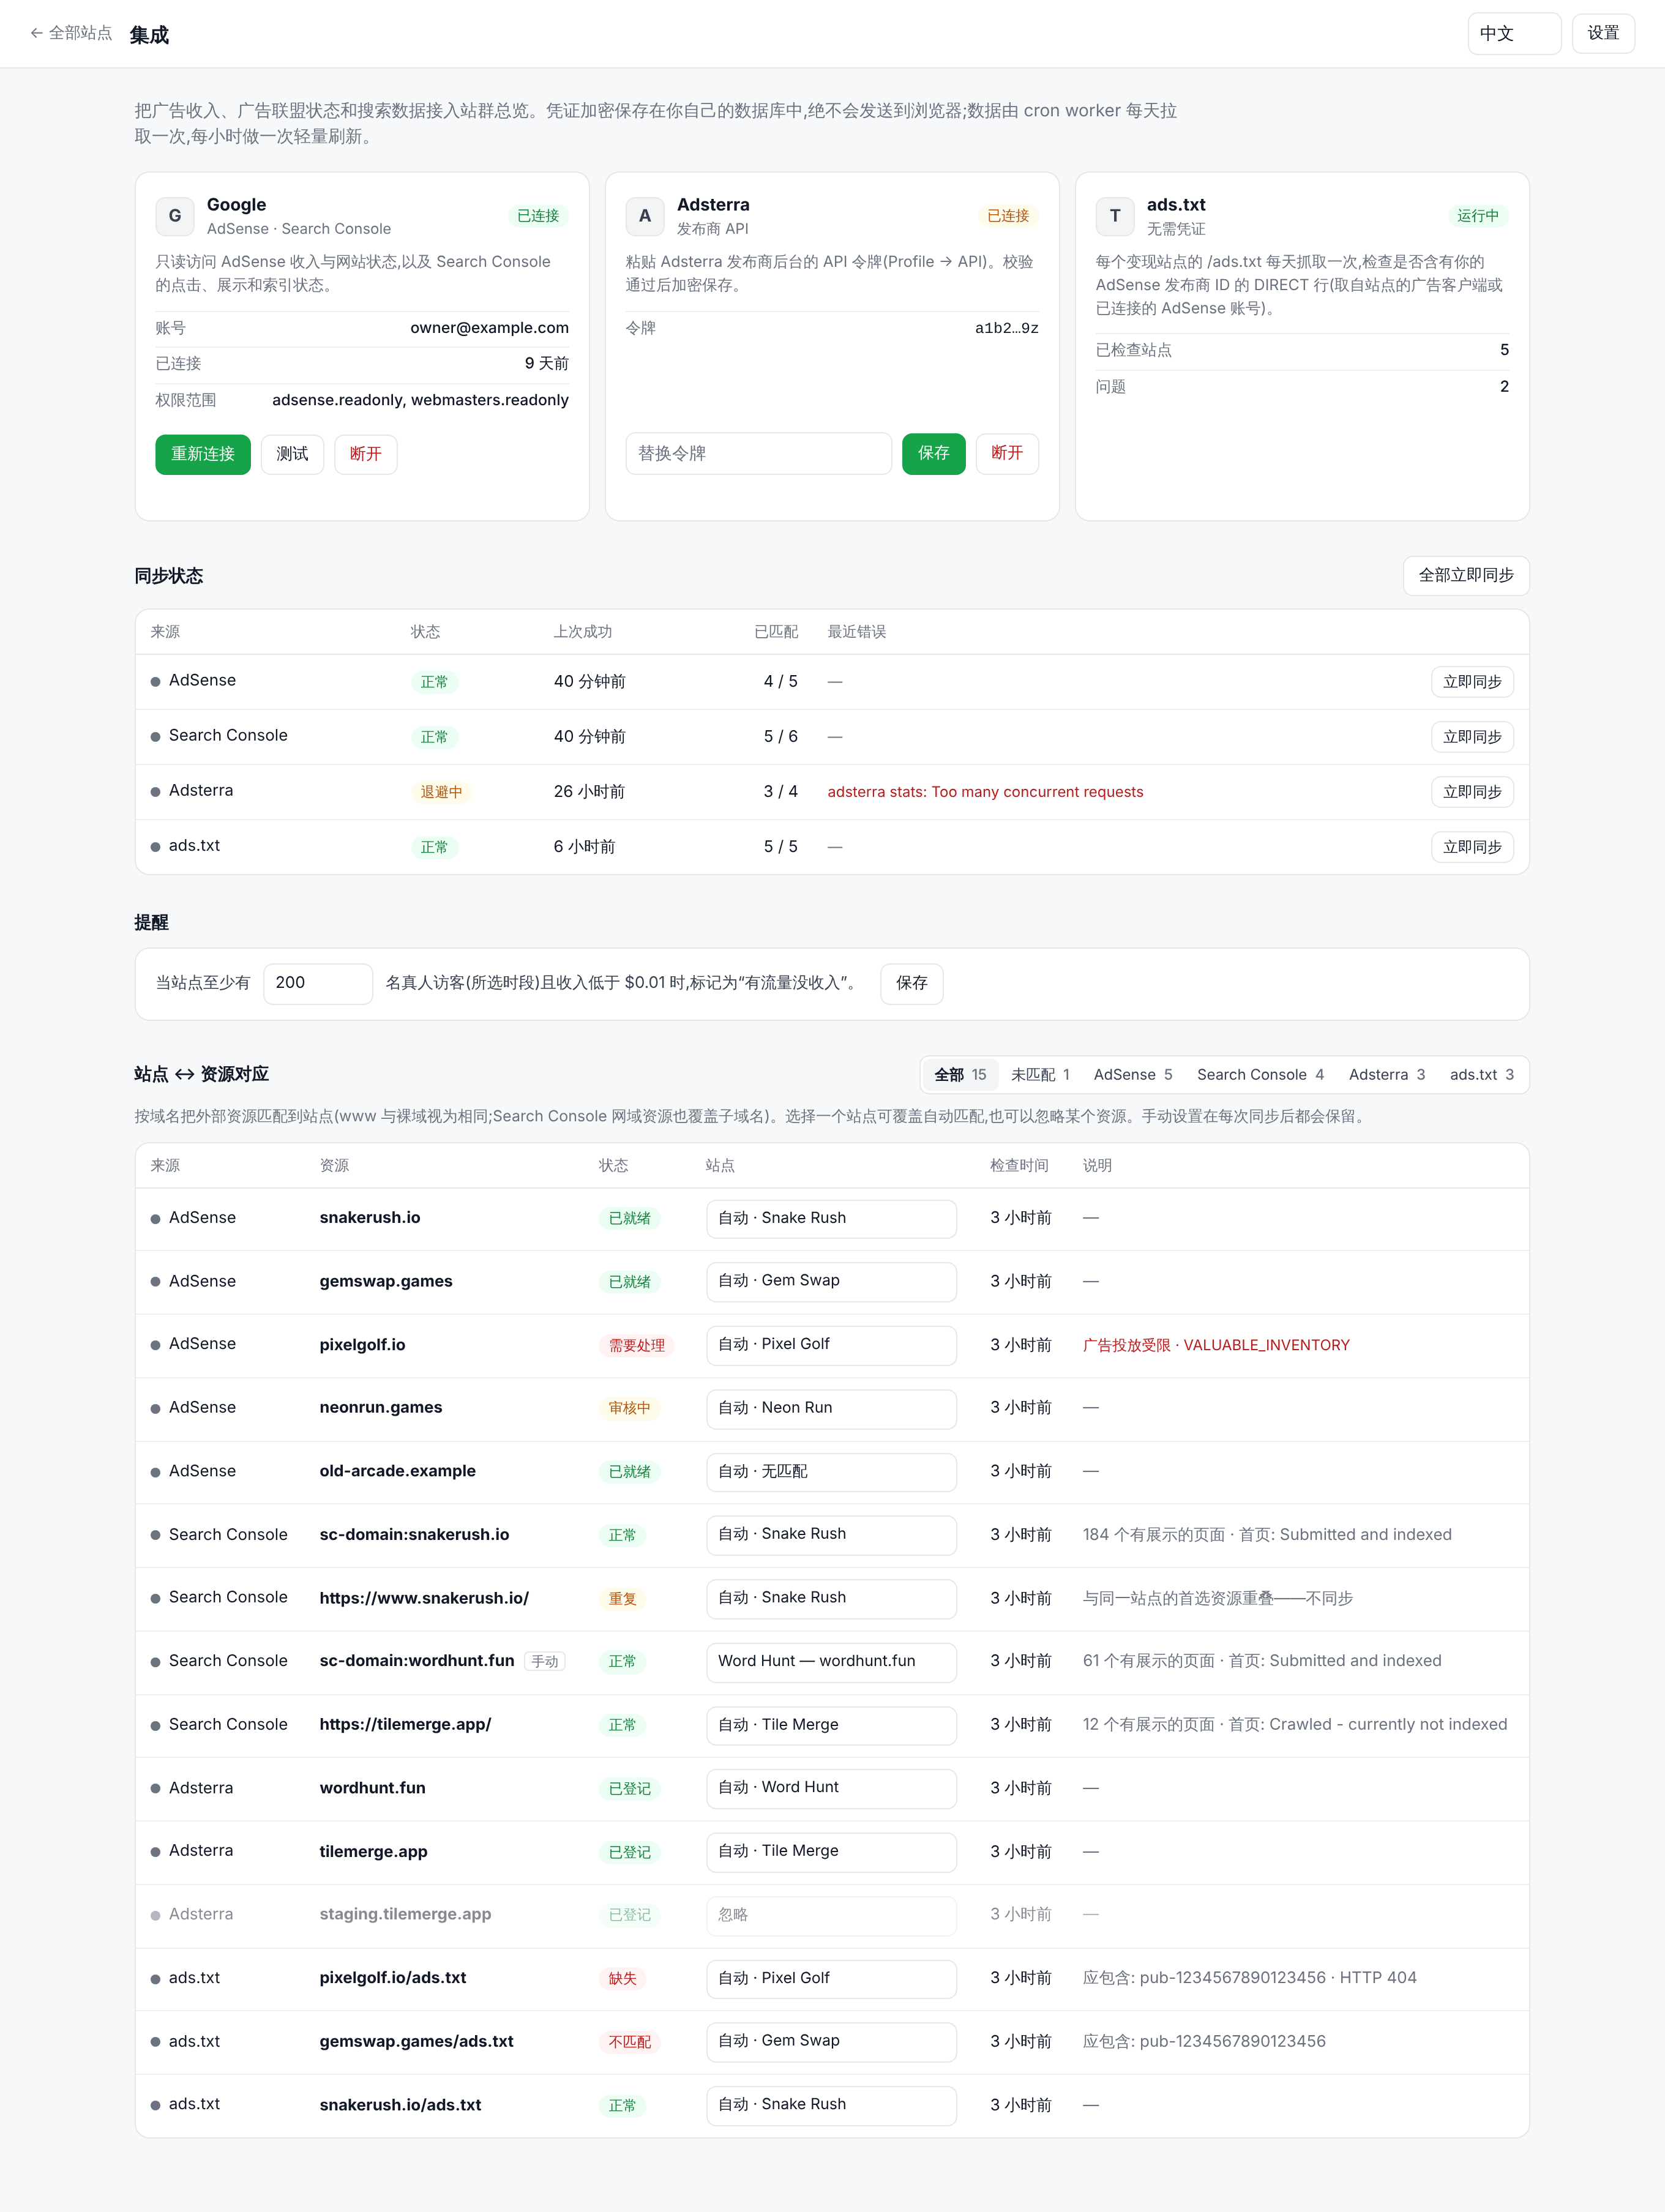 ← 全部站点 集成 中文 设置
把广告收入、广告联盟状态和搜索数据接入站群总览。凭证加密保存在你自己的数据库中,绝不会发送到浏览器;数据由 cron worker 每天拉
取一次,每小时做一次轻量刷新。
G Google 已连接
AdSense · Search Console
只读访问 AdSense 收入与网站状态,以及 Search Console
的点击、展示和索引状态。
账号 owner@example.com
已连接 9 天前
权限范围 adsense.readonly, webmasters.readonly
重新连接 测试 断开
A Adsterra 已连接
发布商 API
粘贴 Adsterra 发布商后台的 API 令牌(Profile → API)。校验
通过后加密保存。
令牌 a1b2…9z
替换令牌 保存 断开
T ads.txt 运行中
无需凭证
每个变现站点的 /ads.txt 每天抓取一次,检查是否含有你的
AdSense 发布商 ID 的 DIRECT 行(取自站点的广告客户端或
已连接的 AdSense 账号)。
已检查站点 5
问题 2
同步状态 全部立即同步
来源 状态 上次成功 已匹配 最近错误
AdSense 正常 40 分钟前 4 / 5 — 立即同步
Search Console 正常 40 分钟前 5 / 6 — 立即同步
Adsterra 退避中 26 小时前 3 / 4 adsterra stats: Too many concurrent requests 立即同步
ads.txt 正常 6 小时前 5 / 5 — 立即同步
提醒
当站点至少有 200 名真人访客(所选时段)且收入低于 $0.01 时,标记为“有流量没收入”。 保存
站点 ↔ 资源对应 全部 15 未匹配 1 AdSense 5 Search Console 4 Adsterra 3 ads.txt 3
按域名把外部资源匹配到站点(www 与裸域视为相同;Search Console 网域资源也覆盖子域名)。选择一个站点可覆盖自动匹配,也可以忽略某个资源。手动设置在每次同步后都会保留。
来源 资源 状态 站点 检查时间 说明
AdSense snakerush.io 已就绪 自动 · Snake Rush 3 小时前 —
AdSense gemswap.games 已就绪 自动 · Gem Swap 3 小时前 —
AdSense pixelgolf.io 需要处理 自动 · Pixel Golf 3 小时前 广告投放受限 · VALUABLE_INVENTORY
AdSense neonrun.games 审核中 自动 · Neon Run 3 小时前 —
AdSense old-arcade.example 已就绪 自动 · 无匹配 3 小时前 —
Search Console sc-domain:snakerush.io 正常 自动 · Snake Rush 3 小时前 184 个有展示的页面 · 首页: Submitted and indexed
Search Console https://www.snakerush.io/ 重复 自动 · Snake Rush 3 小时前 与同一站点的首选资源重叠——不同步
Search Console sc-domain:wordhunt.fun 手动 正常 Word Hunt — wordhunt.fun 3 小时前 61 个有展示的页面 · 首页: Submitted and indexed
Search Console https://tilemerge.app/ 正常 自动 · Tile Merge 3 小时前 12 个有展示的页面 · 首页: Crawled - currently not indexed
Adsterra wordhunt.fun 已登记 自动 · Word Hunt 3 小时前 —
Adsterra tilemerge.app 已登记 自动 · Tile Merge 3 小时前 —
Adsterra staging.tilemerge.app 已登记 忽略 3 小时前 —
ads.txt pixelgolf.io/ads.txt 缺失 自动 · Pixel Golf 3 小时前 应包含: pub-1234567890123456 · HTTP 404
ads.txt gemswap.games/ads.txt 不匹配 自动 · Gem Swap 3 小时前 应包含: pub-1234567890123456
ads.txt snakerush.io/ads.txt 正常 自动 · Snake Rush 3 小时前 —